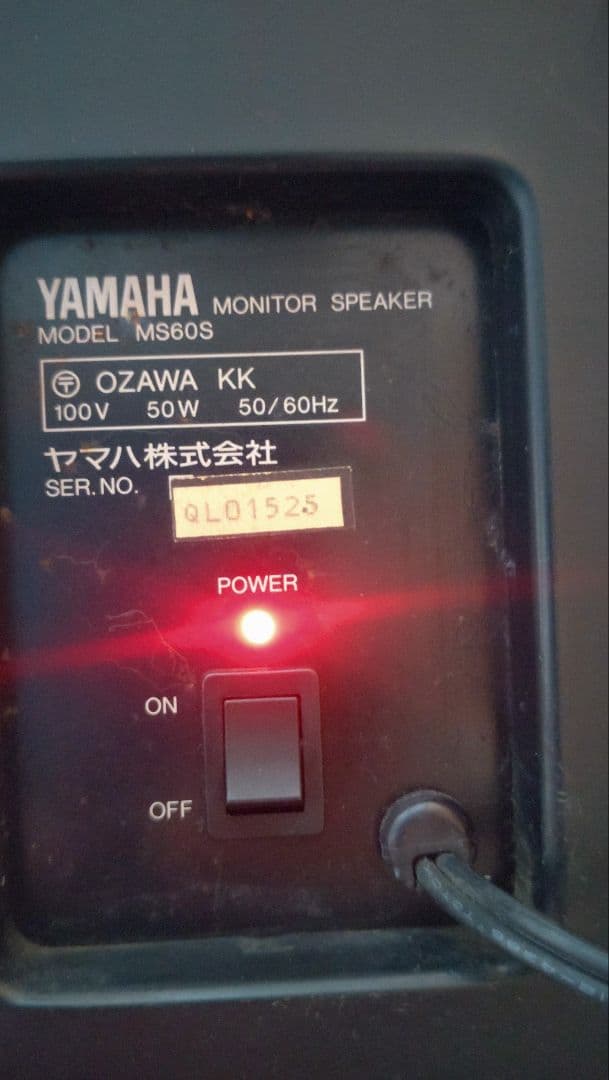 YAMAHA MONITOR SPEAKER
MODEL MS60S
〒 OZAWA KK
100V 50W 50/60Hz
ヤマハ株式会社
SER. NO. QL01525
POWER
ON
OFF